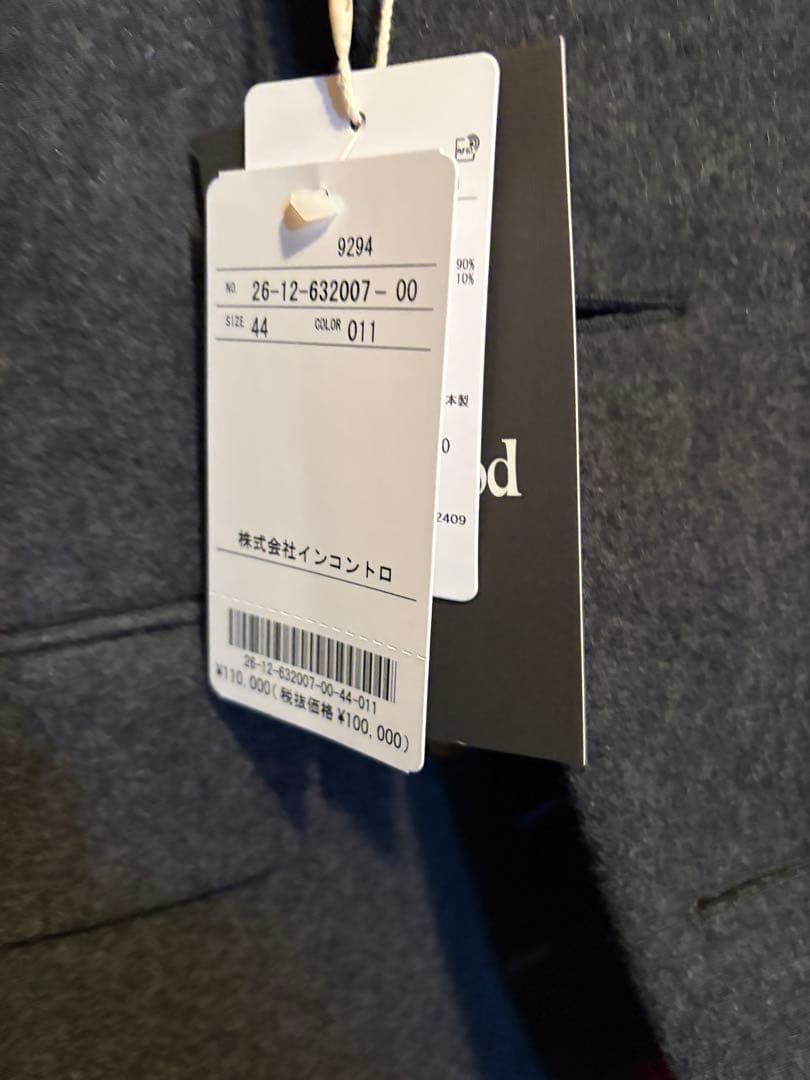 9294
NO. 26-12-632007-00
SIZE 44 COLOR 011
株式会社インコントロ
26-12-632007-00-44-011
¥110,000(税抜価格¥100,000)
90%
10%
本製
0
2409
od